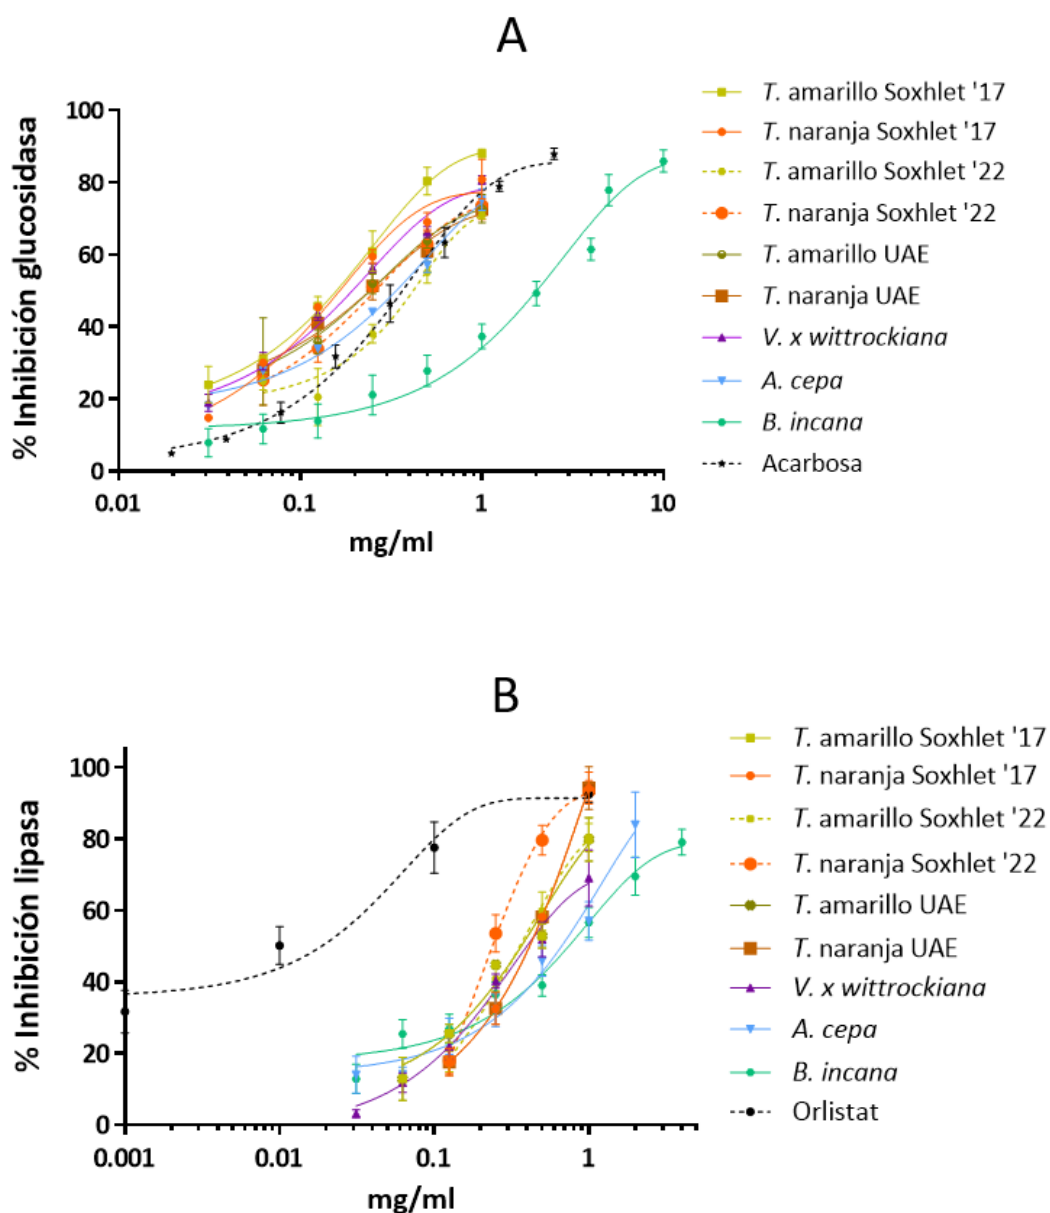 A
% Inhibición glucosidasa
100
80
60
40
20
0
0.01
0.1
1
10
mg/ml
T. amarillo Soxhlet '17
T. naranja Soxhlet '17
T. amarillo Soxhlet '22
T. naranja Soxhlet '22
T. amarillo UAE
T. naranja UAE
V. x wittrockiana
A. cepa
B. incana
Acarbosa
B
% Inhibición lipasa
100
80
60
40
20
0
0.001
0.01
0.1
1
mg/ml
T. amarillo Soxhlet '17
T. naranja Soxhlet '17
T. amarillo Soxhlet '22
T. naranja Soxhlet '22
T. amarillo UAE
T. naranja UAE
V. x wittrockiana
A. cepa
B. incana
Orlistat